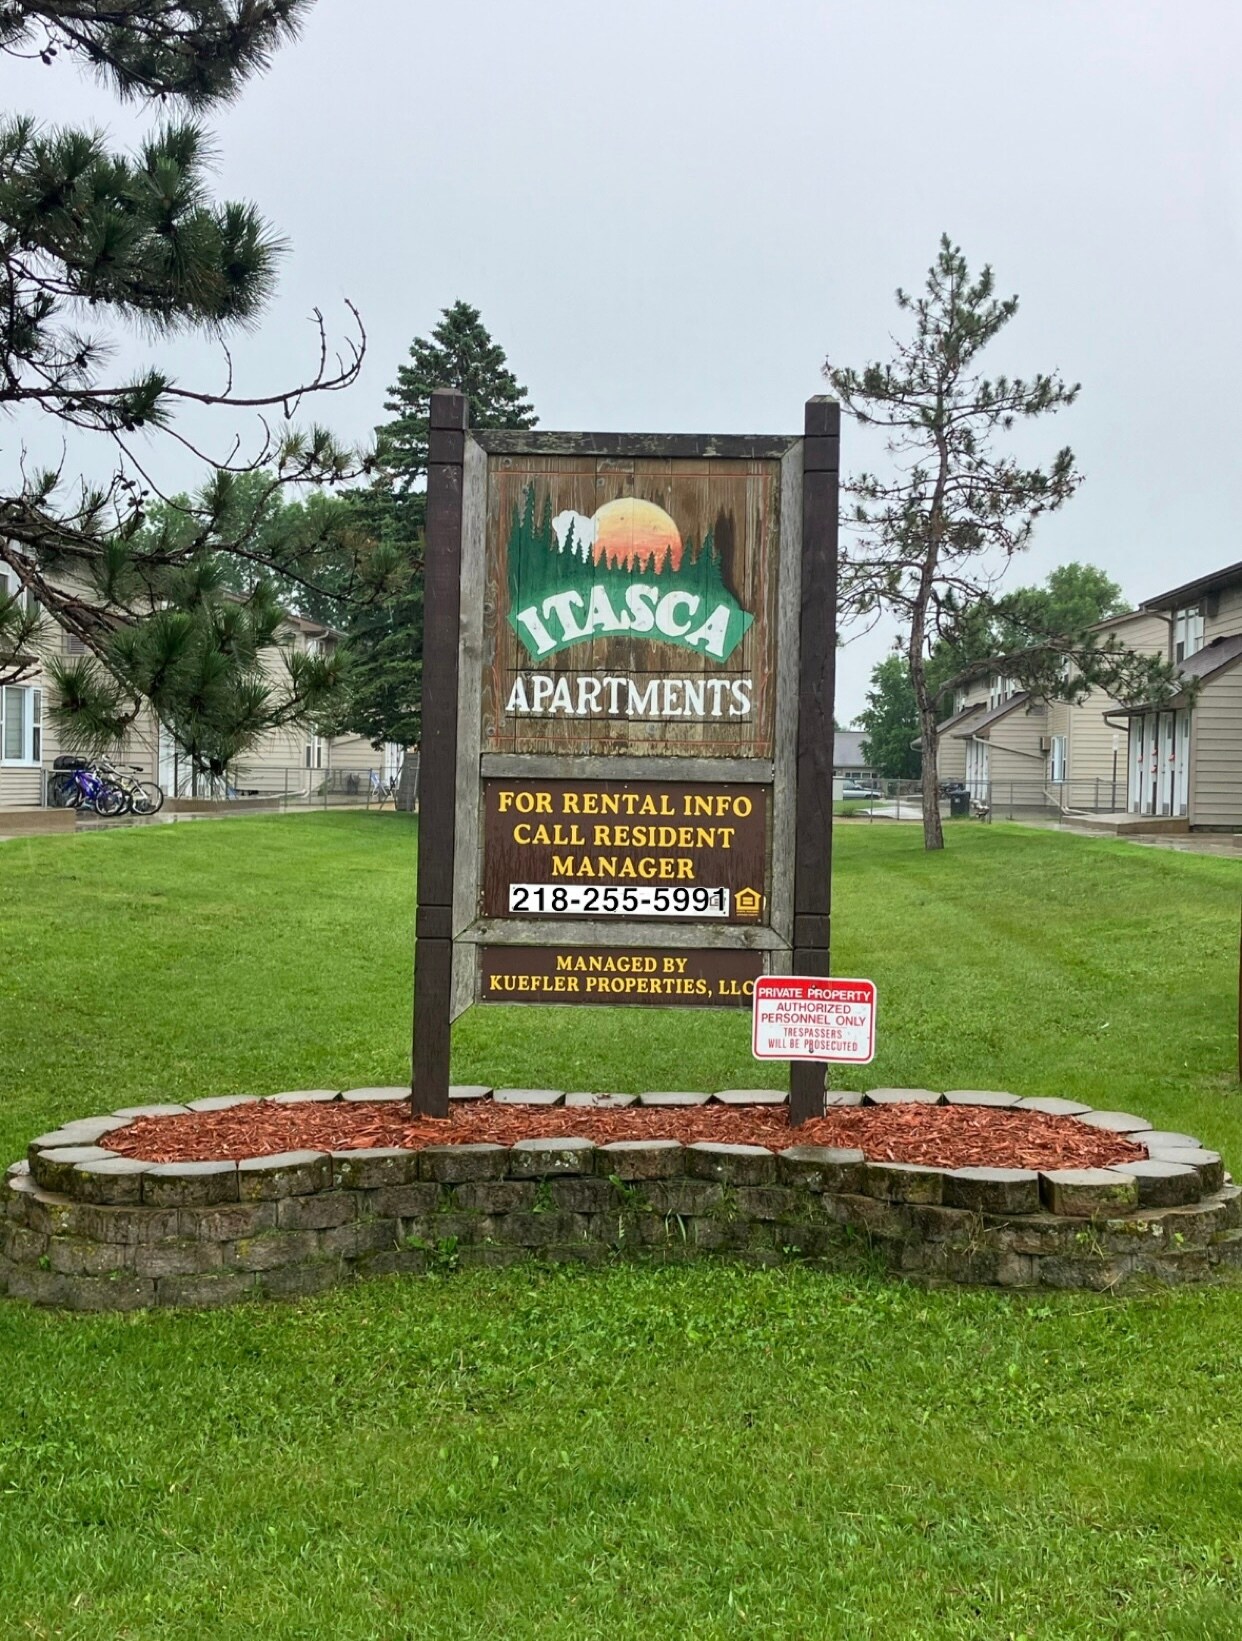 ITASCA
APARTMENTS
FOR RENTAL INFO
CALL RESIDENT
MANAGER
218-255-5991
MANAGED BY
KUEFLER PROPERTIES, LLC
PRIVATE PROPERTY
AUTHORIZED
PERSONNEL ONLY
TRESPASSERS
WILL BE PROSECUTED